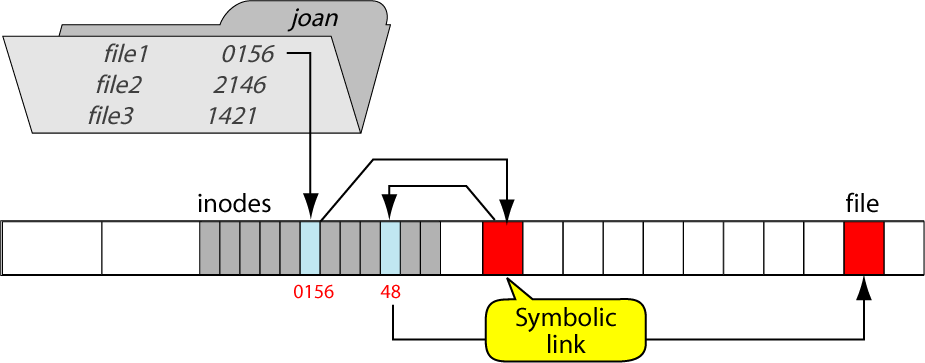 joan
file1 0156
file2 2146
file3 1421
inodes
file
0156
48
Symbolic
link